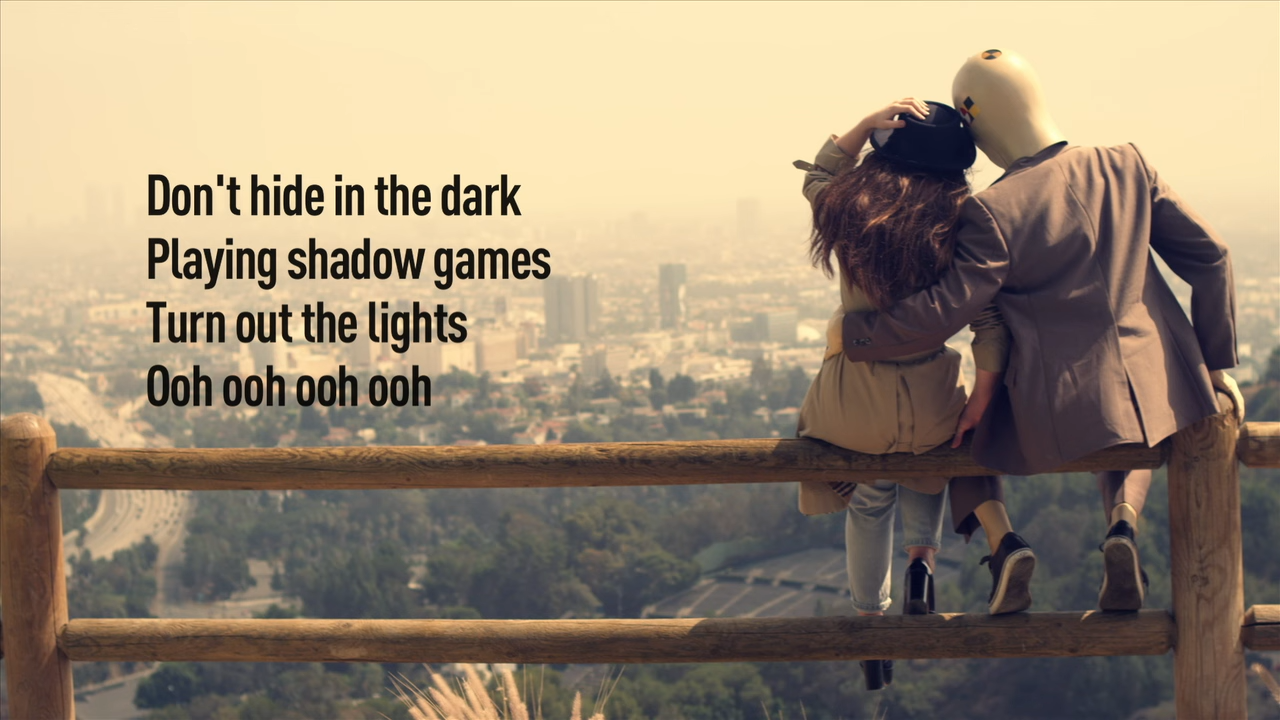 Don't hide in the dark
Playing shadow games
Turn out the lights
Ooh ooh ooh ooh